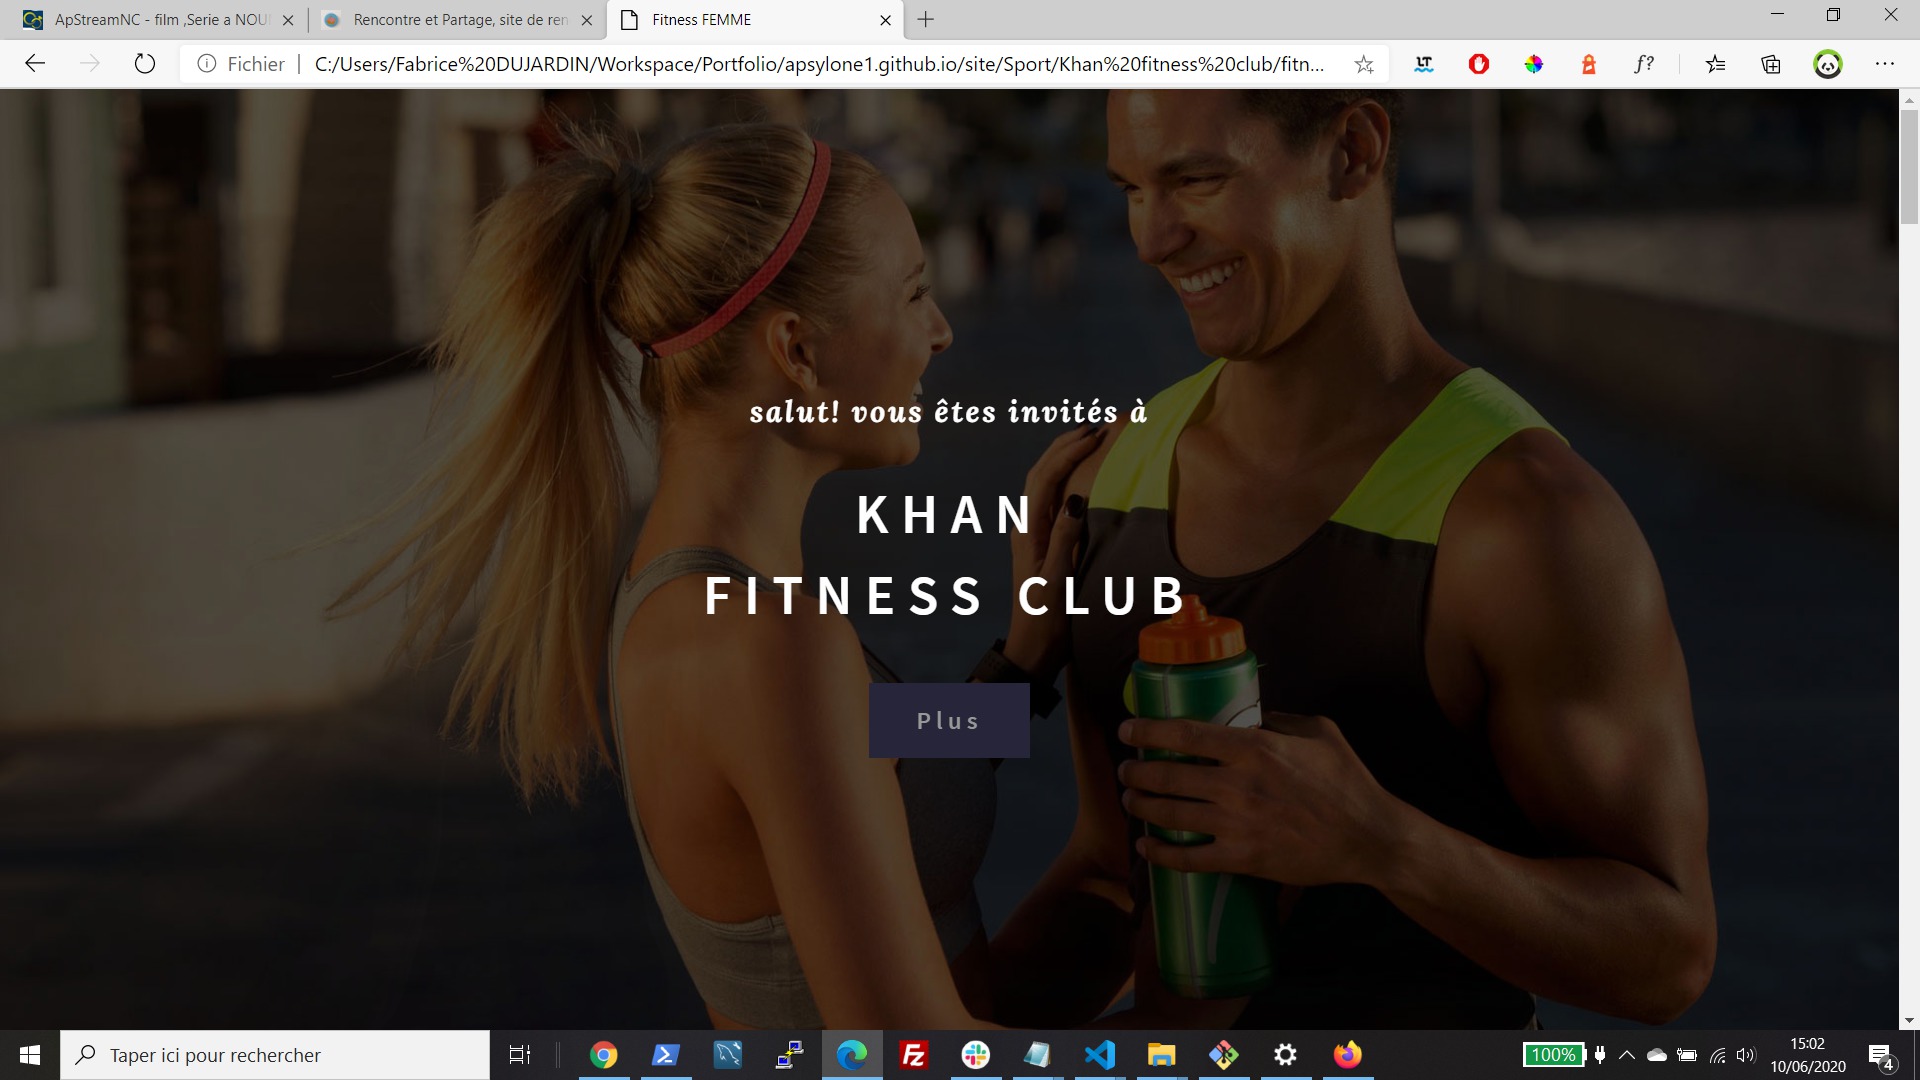 ApStreamNC - film ,Serie a NOU
Rencontre et Partage, site de ren
Fitness FEMME
Fichier
C:/Users/Fabrice%20DUJARDIN/Workspace/Portfolio/apsylone1.github.io/site/Sport/Khan%20fitness%20club/fitn...
LT
f?
salut! vous êtes invités à
KHAN
FITNESS CLUB
Plus
Taper ici pour rechercher
Fz
100%
15:02
10/06/2020
4